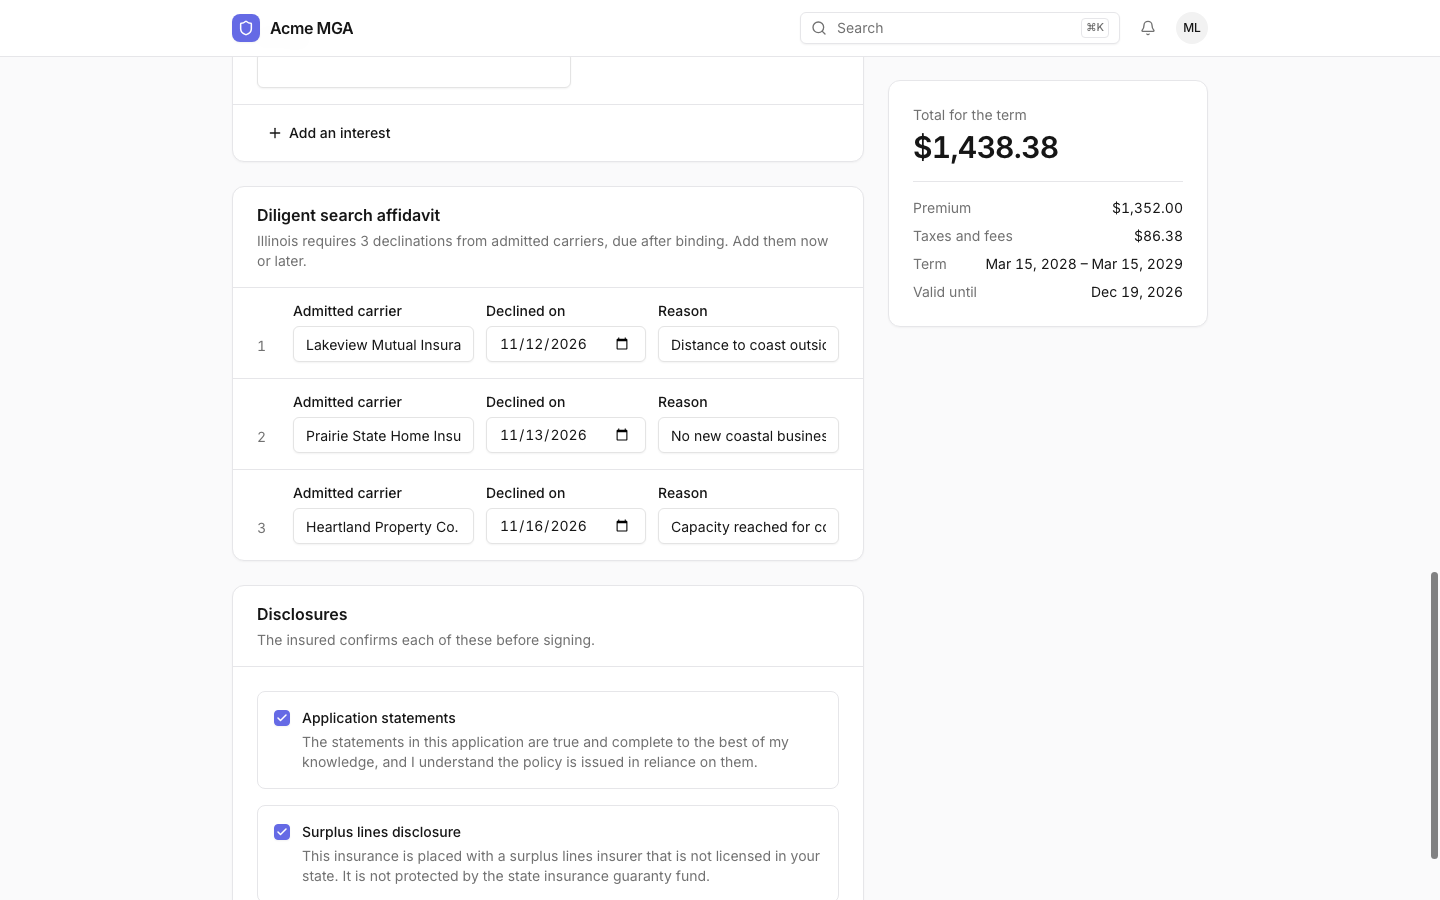 Acme MGA
Search
⌘K
ML
Add an interest
Total for the term
$1,438.38
Premium $1,352.00
Taxes and fees $86.38
Term Mar 15, 2028 – Mar 15, 2029
Valid until Dec 19, 2026
Diligent search affidavit
Illinois requires 3 declinations from admitted carriers, due after binding. Add them now
or later.
Admitted carrier Declined on Reason
1 Lakeview Mutual Insura 11/12/2026 Distance to coast outsid
Admitted carrier Declined on Reason
2 Prairie State Home Insu 11/13/2026 No new coastal busines
Admitted carrier Declined on Reason
3 Heartland Property Co. 11/16/2026 Capacity reached for co
Disclosures
The insured confirms each of these before signing.
Application statements
The statements in this application are true and complete to the best of my
knowledge, and I understand the policy is issued in reliance on them.
Surplus lines disclosure
This insurance is placed with a surplus lines insurer that is not licensed in your
state. It is not protected by the state insurance guaranty fund.